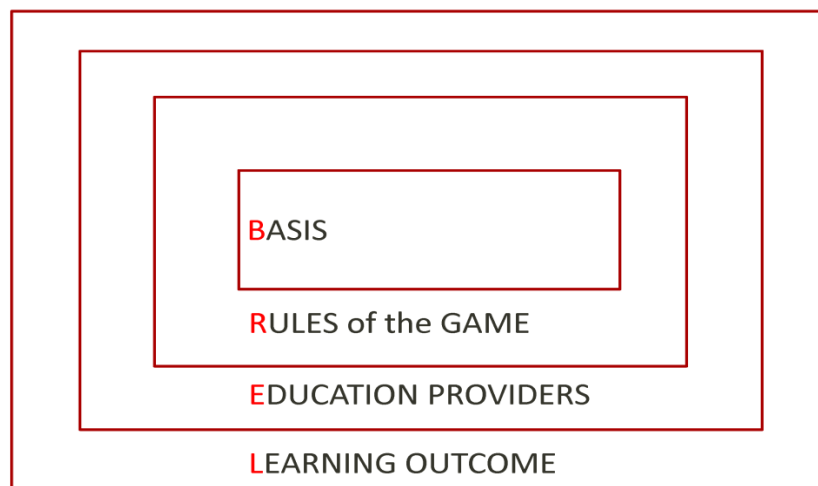 BASIS
RULES of the GAME
EDUCATION PROVIDERS
LEARNING OUTCOME